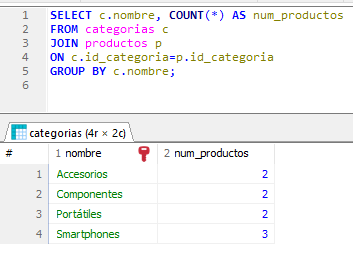 1 SELECT c.nombre, COUNT(*) AS num_productos
2 FROM categorias c
3 JOIN productos p
4 ON c.id_categoria=p.id_categoria
5 GROUP BY c.nombre;
6
categorias (4r × 2c)
# 1 nombre 2 num_productos
1 Accesorios 2
2 Componentes 2
3 Portátiles 2
4 Smartphones 3